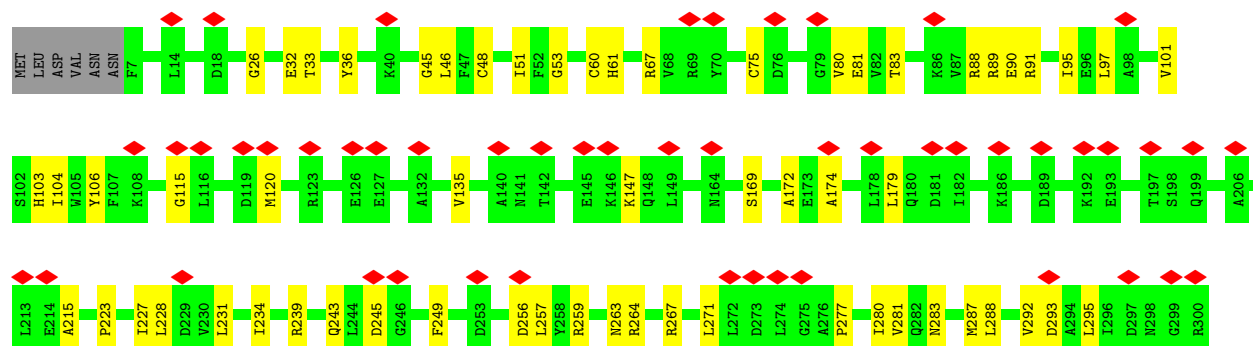 MET LEU ASP VAL ASN ASN F7 L14 D18 G26 E32 T33 Y36 K40 G45 L46 F47 C48 I51 F52 G53 C60 H61 R67 V68 R69 Y70 C75 D76 G79 V80 E81 V82 T83 K86 V87 R88 R89 E90 R91 I95 E96 L97 A98 V101
S102 H103 I104 W105 Y106 F107 K108 G115 L116 D119 M120 R123 E126 E127 A132 V135 A140 N141 T142 E145 K146 K147 Q148 L149 N164 S169 A172 E173 A174 L178 L179 Q180 D181 I182 K186 D189 K192 E193 T197 S198 Q199 A206
L213 E214 A215 P223 I227 L228 D229 V230 L231 I234 R239 Q243 L244 D245 G246 F249 D253 D256 L257 Y258 R259 N263 R264 R267 L271 L272 D273 L274 G275 A276 P277 I280 V281 Q282 N283 M287 L288 V292 D293 A294 L295 I296 D297 N298 G299 R300